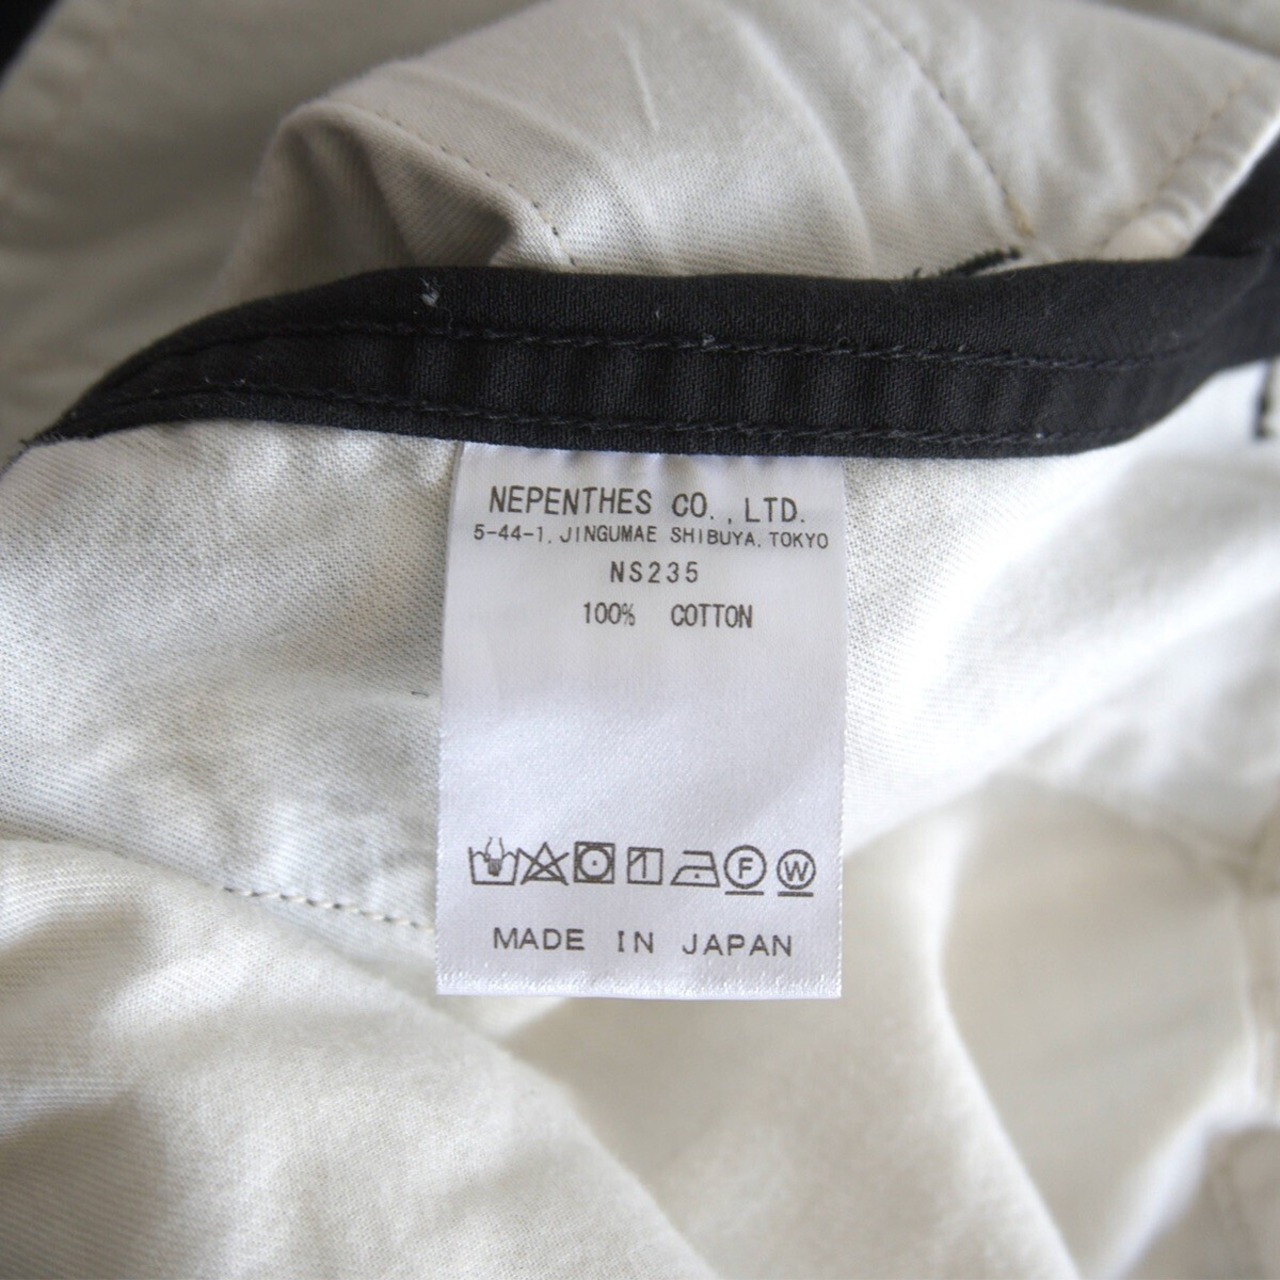 NEPENTHES CO., LTD.
5-44-1, JINGUMAE SHIBUYA, TOKYO
NS235
100% COTTON
F W
MADE IN JAPAN